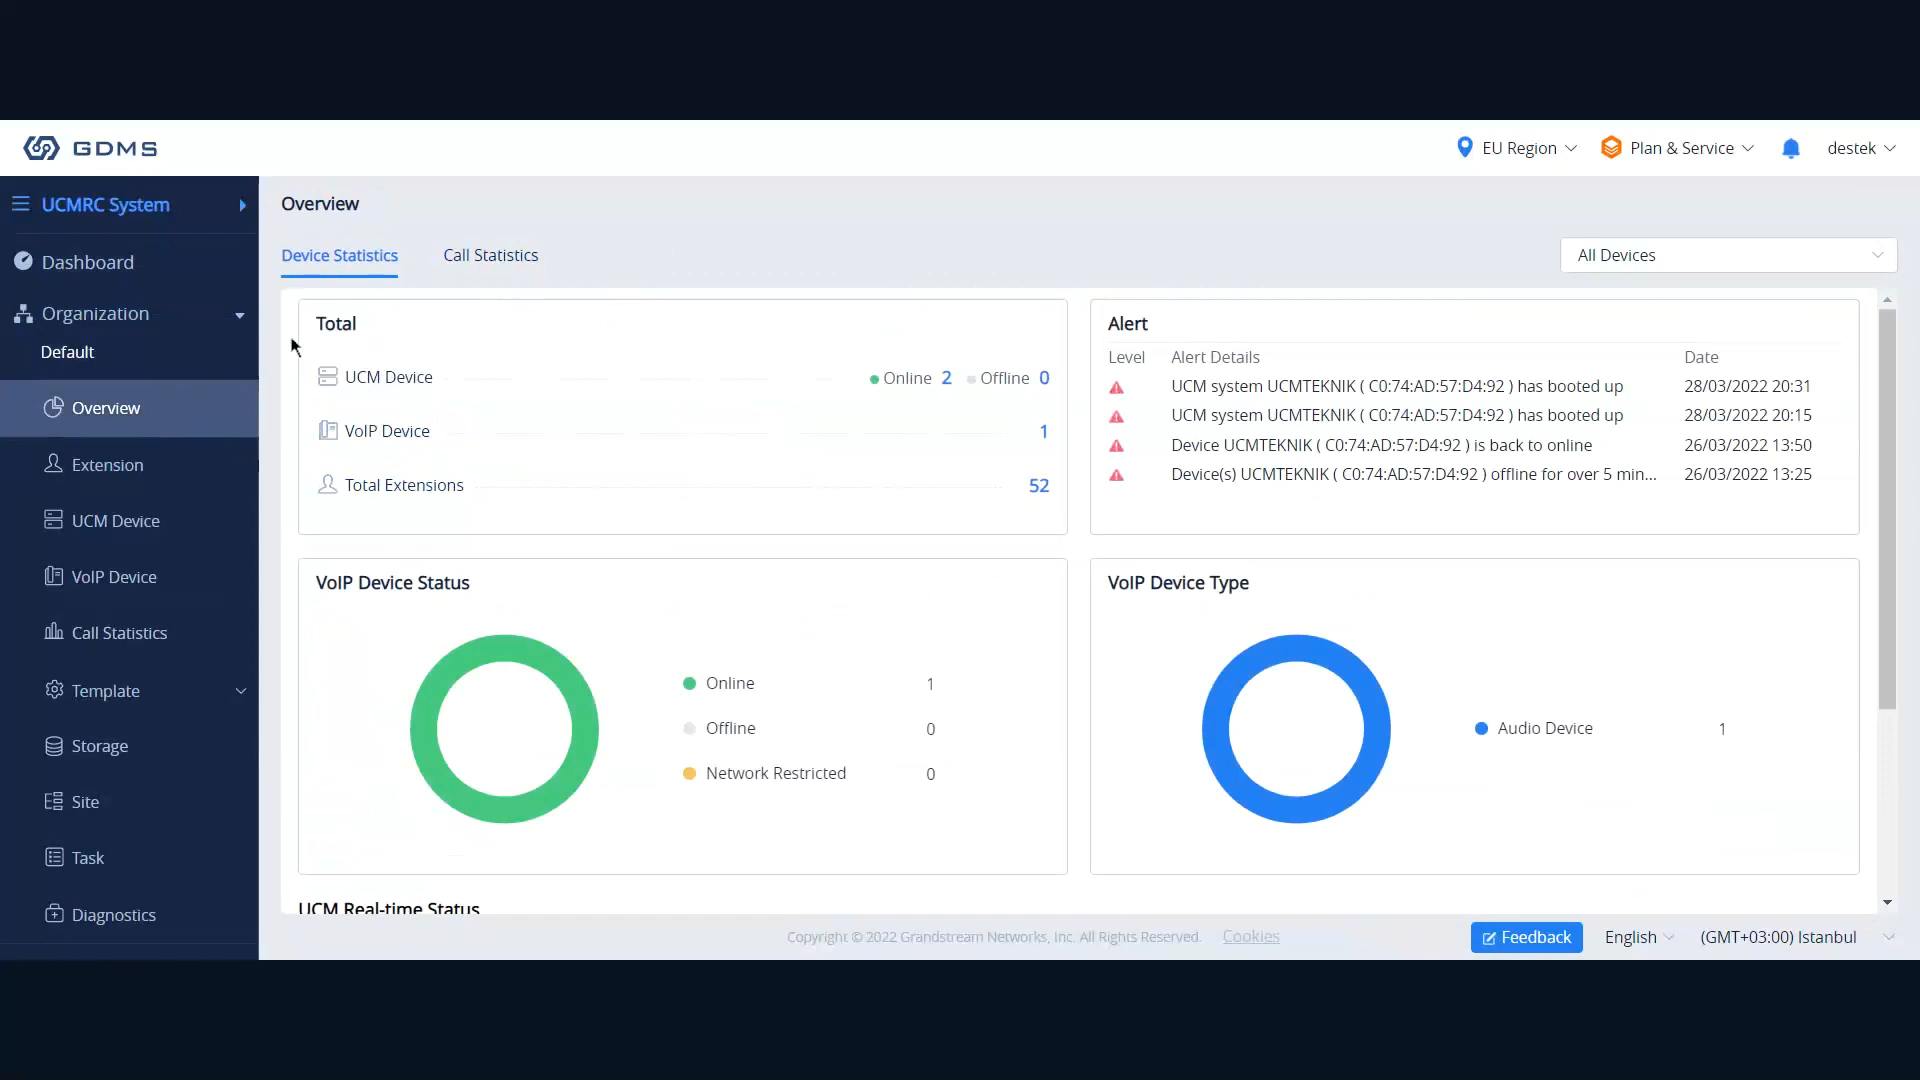 GDMS
EU Region
Plan & Service
destek
UCMRC System
Dashboard
Organization
Default
Overview
Extension
UCM Device
VoIP Device
Call Statistics
Template
Storage
Site
Task
Diagnostics
Overview
Device Statistics
Call Statistics
All Devices
Total
UCM Device Online 2 Offline 0
VoIP Device 1
Total Extensions 52
Alert
Level Alert Details Date
UCM system UCMTEKNIK ( C0:74:AD:57:D4:92 ) has booted up 28/03/2022 20:31
UCM system UCMTEKNIK ( C0:74:AD:57:D4:92 ) has booted up 28/03/2022 20:15
Device UCMTEKNIK ( C0:74:AD:57:D4:92 ) is back to online 26/03/2022 13:50
Device(s) UCMTEKNIK ( C0:74:AD:57:D4:92 ) offline for over 5 min... 26/03/2022 13:25
VoIP Device Status
Online 1
Offline 0
Network Restricted 0
VoIP Device Type
Audio Device 1
UCM Real-time Status
Copyright © 2022 Grandstream Networks, Inc. All Rights Reserved. Cookies
Feedback
English
(GMT+03:00) Istanbul